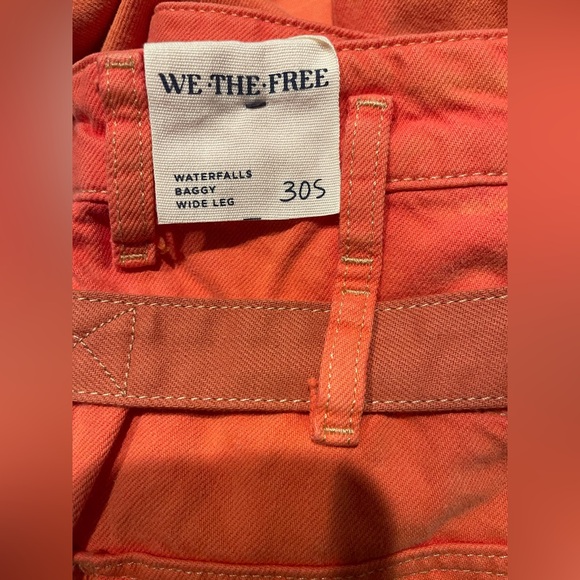 WE·THE·FREE
WATERFALLS
BAGGY
WIDE LEG
30S